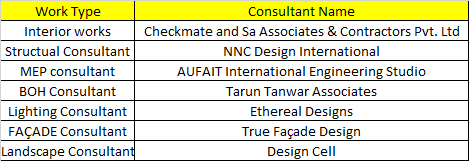 Work Type Consultant Name
Interior works Checkmate and Sa Associates & Contractors Pvt. Ltd
Structual Consultant NNC Design International
MEP consultant AUFAIT International Engineering Studio
BOH Consultant Tarun Tanwar Associates
Lighting Consultant Ethereal Designs
FAÇADE Consultant True Façade Design
Landscape Consultant Design Cell